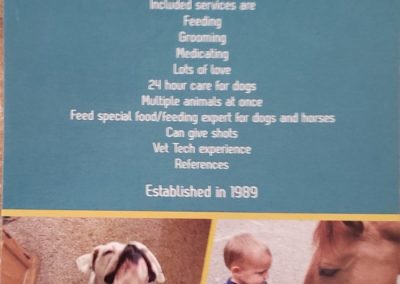 Included services are
Feeding
Grooming
Medicating
Lots of love
24 hour care for dogs
Multiple animals at once
Feed special food/feeding expert for dogs and horses
Can give shots
Vet Tech experience
References
Established in 1989